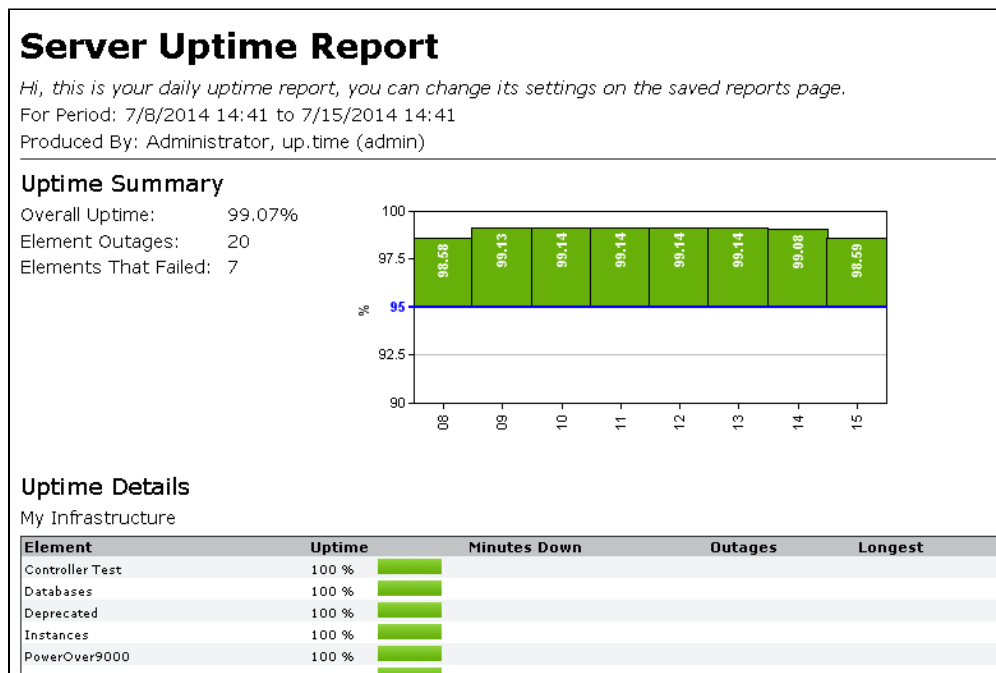 Server Uptime Report
Hi, this is your daily uptime report, you can change its settings on the saved reports page.
For Period: 7/8/2014 14:41 to 7/15/2014 14:41
Produced By: Administrator, up.time (admin)
Uptime Summary
Overall Uptime: 99.07%
Element Outages: 20
Elements That Failed: 7
100
97.5
95
92.5
90
%
98.58 99.13 99.14 99.14 99.14 99.14 99.08 98.59
08 09 10 11 12 13 14 15
Uptime Details
My Infrastructure
Element Uptime Minutes Down Outages Longest
Controller Test 100 %
Databases 100 %
Deprecated 100 %
Instances 100 %
PowerOver9000 100 %